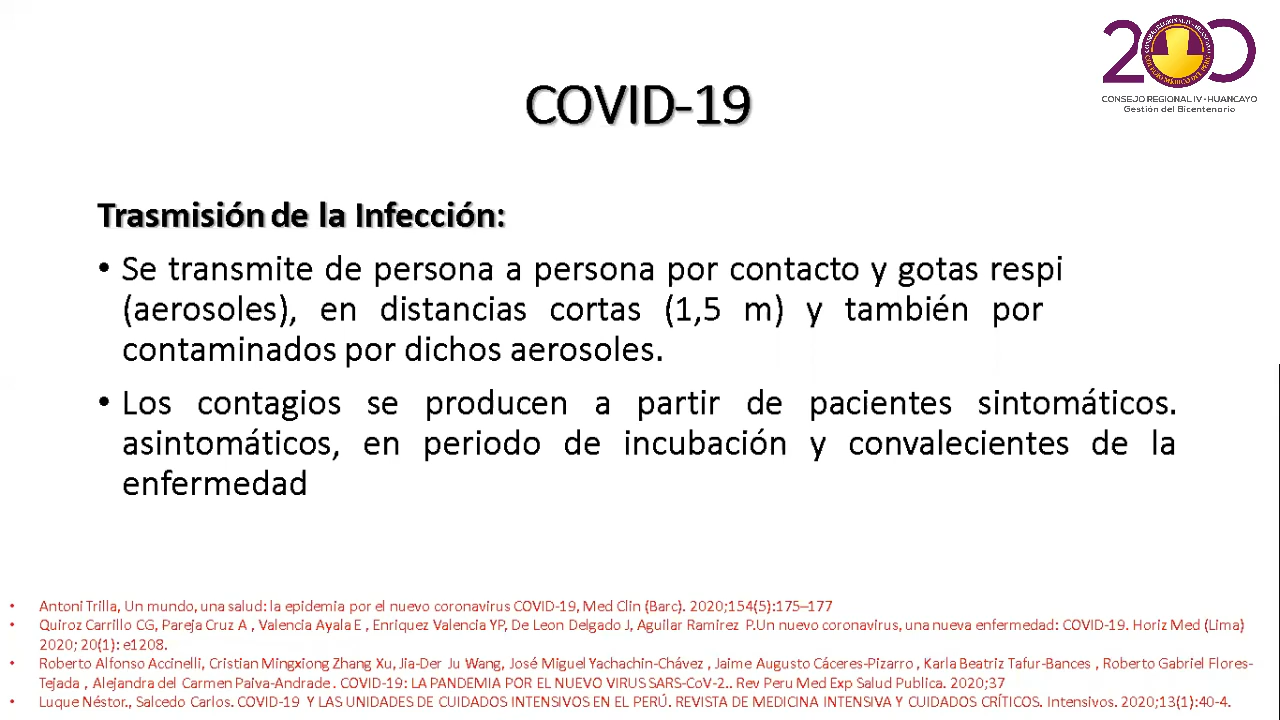 200
CONSEJO REGIONAL IV - HUANCAYO
COLEGIO MÉDICO DEL PERÚ
CONSEJO REGIONAL IV - HUANCAYO
Gestión del Bicentenario
COVID-19
Trasmisión de la Infección:
• Se transmite de persona a persona por contacto y gotas respi
(aerosoles), en distancias cortas (1,5 m) y también por
contaminados por dichos aerosoles.
• Los contagios se producen a partir de pacientes sintomáticos.
asintomáticos, en periodo de incubación y convalecientes de la
enfermedad
• Antoni Trilla, Un mundo, una salud: la epidemia por el nuevo coronavirus COVID-19, Med Clin (Barc). 2020;154(5):175–177
• Quiroz Carrillo CG, Pareja Cruz A , Valencia Ayala E , Enriquez Valencia YP, De Leon Delgado J, Aguilar Ramirez P.Un nuevo coronavirus, una nueva enfermedad: COVID-19. Horiz Med (Lima)
2020; 20(1): e1208.
• Roberto Alfonso Accinelli, Cristian Mingxiong Zhang Xu, Jia-Der Ju Wang, José Miguel Yachachin-Chávez , Jaime Augusto Cáceres-Pizarro , Karla Beatriz Tafur-Bances , Roberto Gabriel Flores-
Tejada , Alejandra del Carmen Paiva-Andrade . COVID-19: LA PANDEMIA POR EL NUEVO VIRUS SARS-CoV-2.. Rev Peru Med Exp Salud Publica. 2020;37
• Luque Néstor., Salcedo Carlos. COVID-19 Y LAS UNIDADES DE CUIDADOS INTENSIVOS EN EL PERÚ. REVISTA DE MEDICINA INTENSIVA Y CUIDADOS CRÍTICOS. Intensivos. 2020;13(1):40-4.